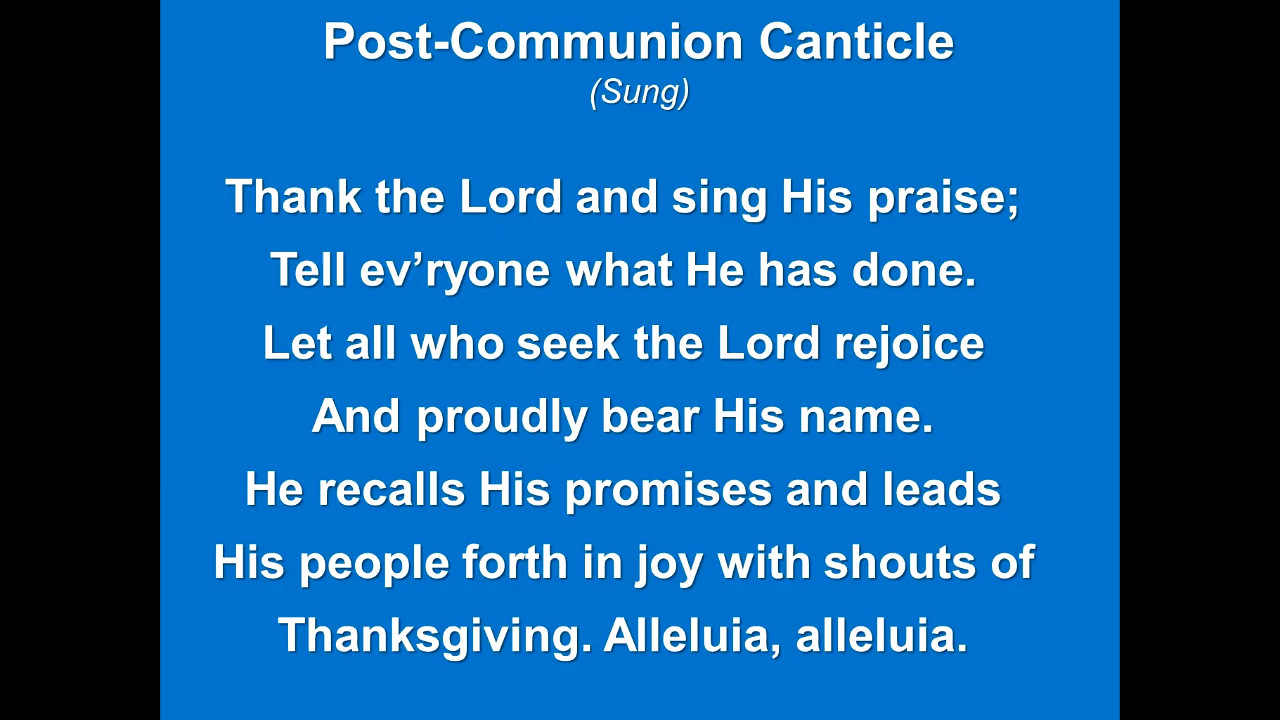 Post-Communion Canticle
(Sung)
Thank the Lord and sing His praise;
Tell ev’ryone what He has done.
Let all who seek the Lord rejoice
And proudly bear His name.
He recalls His promises and leads
His people forth in joy with shouts of
Thanksgiving. Alleluia, alleluia.